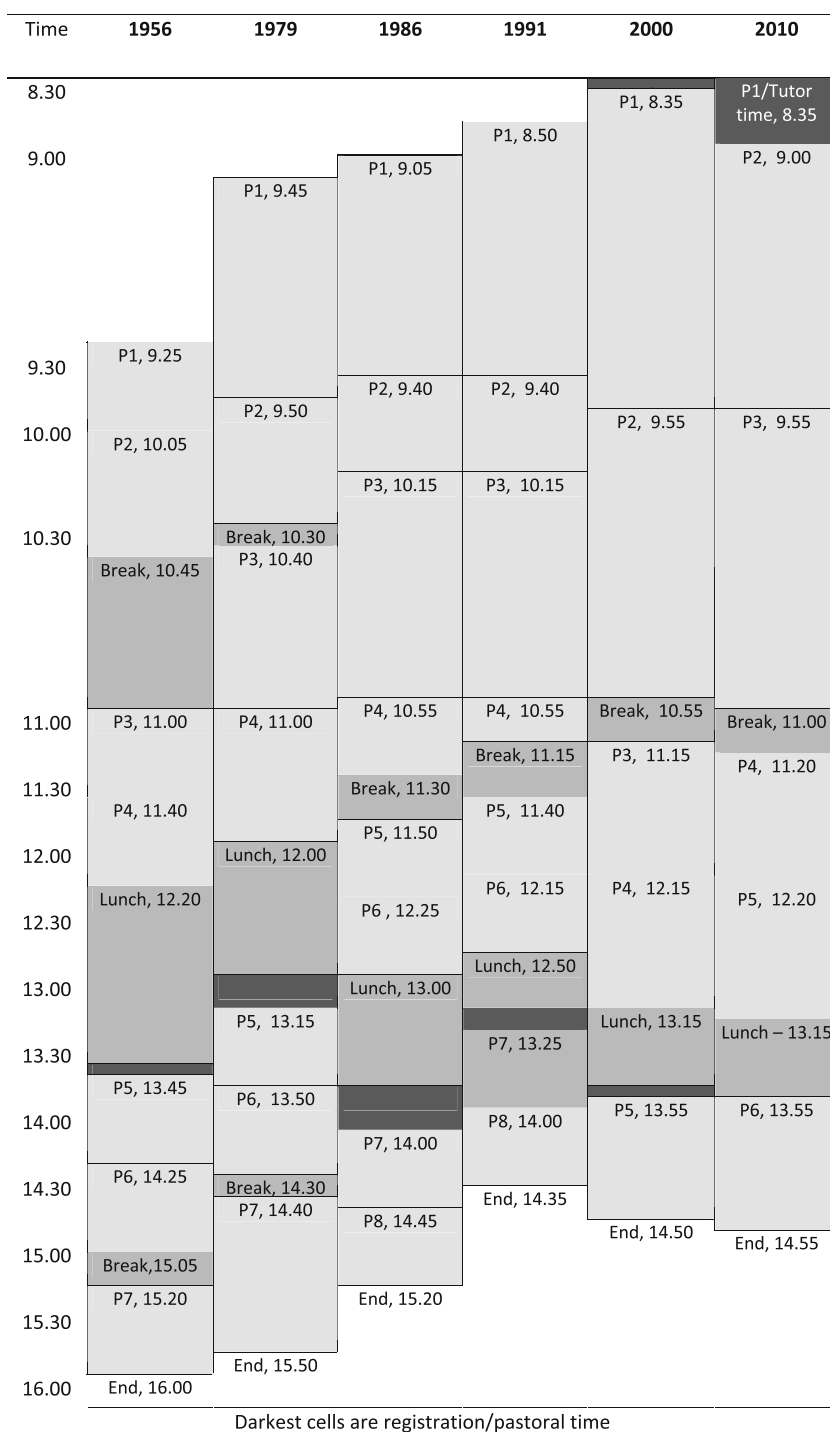 Time 1956 1979 1986 1991 2000 2010
8.30 P1/Tutor
P1, 8.35 time, 8.35
P1, 8.50
9.00 P2, 9.00
P1, 9.05
P1, 9.45
P1, 9.25
9.30
P2, 9.40 P2, 9.40
P2, 9.50
P2, 9.55 P3, 9.55
10.00
P2, 10.05
P3, 10.15 P3, 10.15
10.30 Break, 10.30
P3, 10.40
Break, 10.45
P4, 10.55 P4, 10.55 Break, 10.55
11.00 P3, 11.00 P4, 11.00 Break, 11.00
Break, 11.15 P3, 11.15
P4, 11.20
11.30 Break, 11.30
P4, 11.40 P5, 11.40
P5, 11.50
12.00 Lunch, 12.00
P6, 12.15 P4, 12.15
Lunch, 12.20 P5, 12.20
P6 , 12.25
12.30
Lunch, 12.50
13.00 Lunch, 13.00
P5, 13.15 Lunch, 13.15
Lunch – 13.15
P7, 13.25
13.30
P5, 13.45
P6, 13.50
P5, 13.55 P6, 13.55
14.00 P8, 14.00
P7, 14.00
P6, 14.25
14.30 Break, 14.30
End, 14.35
P7, 14.40
P8, 14.45
End, 14.50
End, 14.55
15.00
Break,15.05
P7, 15.20 End, 15.20
15.30
End, 15.50
16.00 End, 16.00
Darkest cells are registration/pastoral time